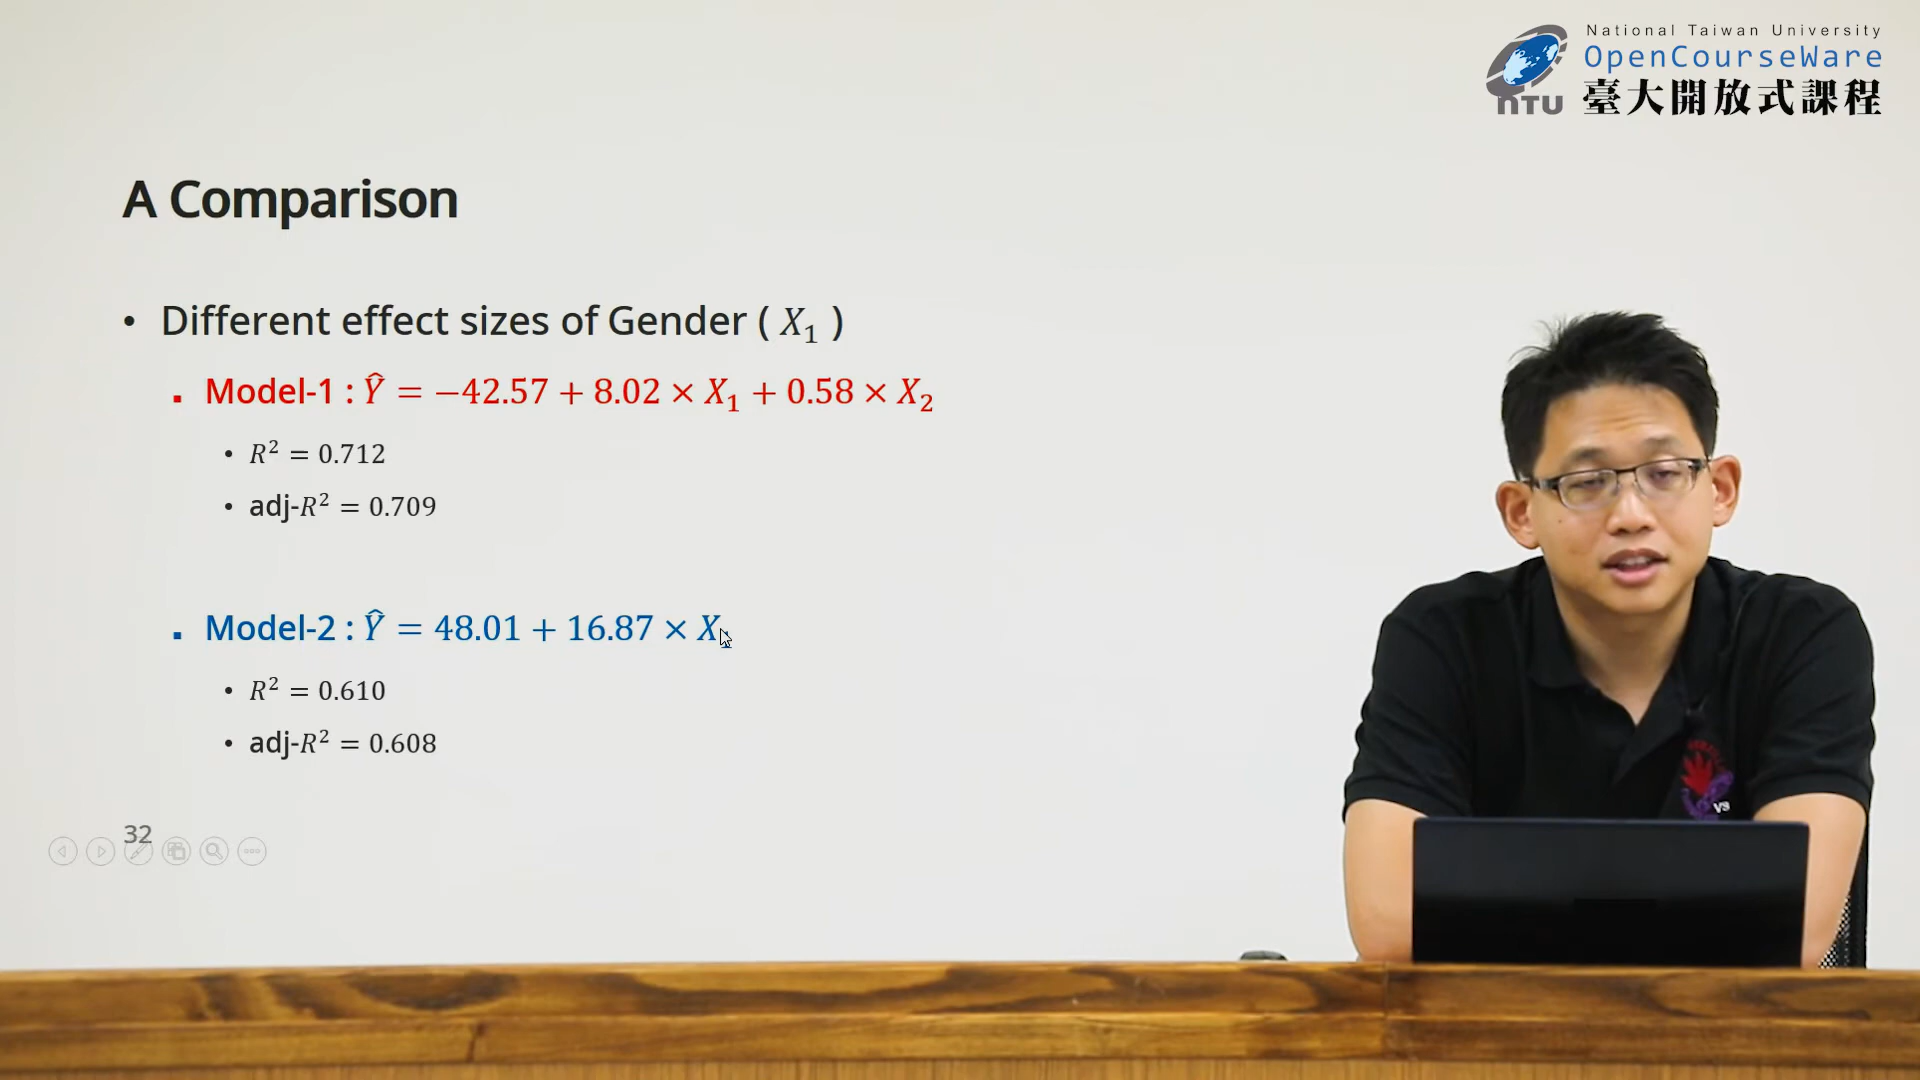 National Taiwan University
OpenCourseWare
臺大開放式課程
NTU
A Comparison
• Different effect sizes of Gender ( X₁ )
▪ Model-1 : Ŷ = −42.57 + 8.02 × X₁ + 0.58 × X₂
• R² = 0.712
• adj-R² = 0.709
▪ Model-2 : Ŷ = 48.01 + 16.87 × X
• R² = 0.610
• adj-R² = 0.608
32
VS